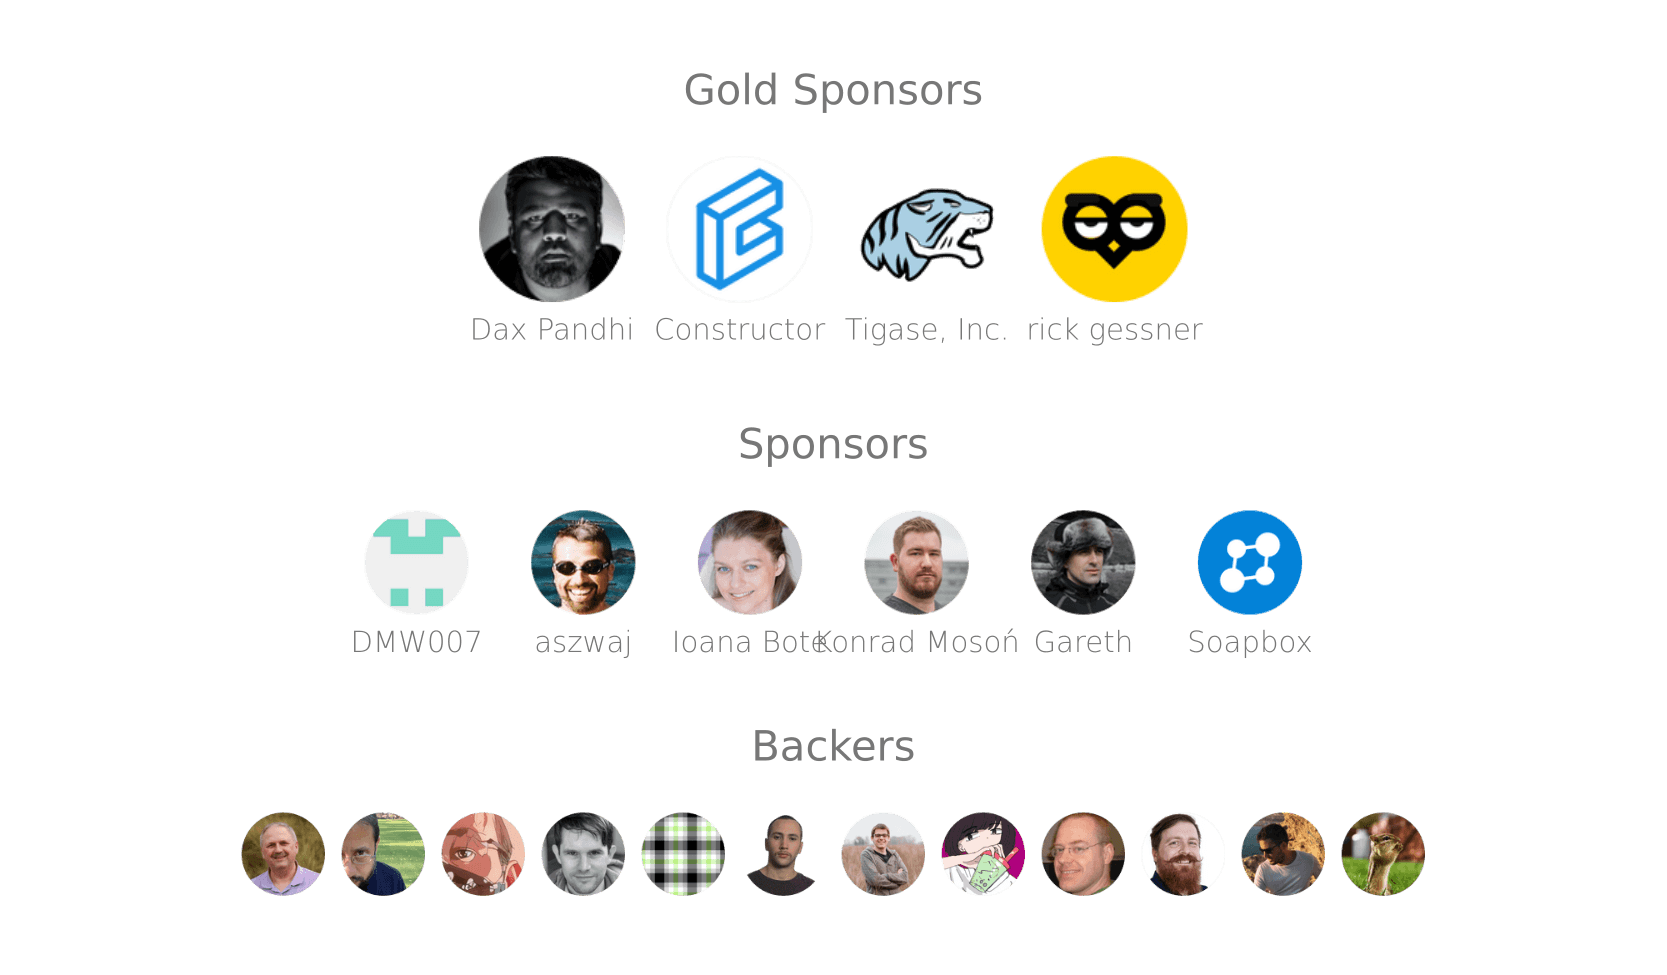 Gold Sponsors
Dax Pandhi Constructor Tigase, Inc. rick gessner
Sponsors
DMW007 aszwaj Ioana Bote Konrad Mosoń Gareth Soapbox
Backers